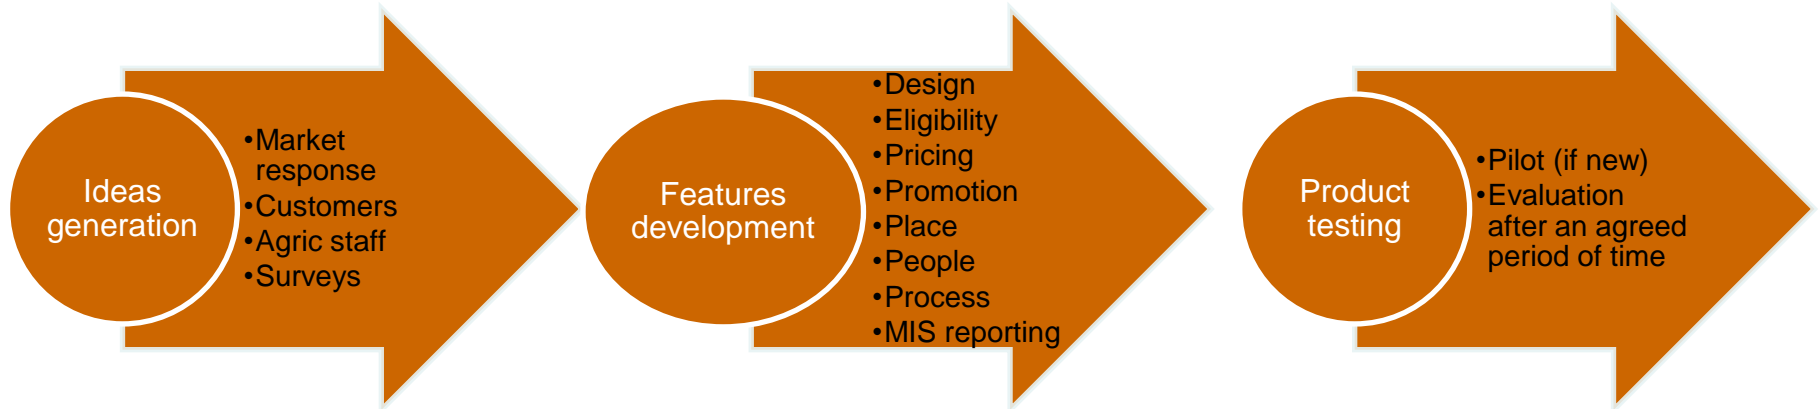 Ideas
generation
•Market
response
•Customers
•Agric staff
•Surveys
Features
development
•Design
•Eligibility
•Pricing
•Promotion
•Place
•People
•Process
•MIS reporting
Product
testing
•Pilot (if new)
•Evaluation
after an agreed
period of time